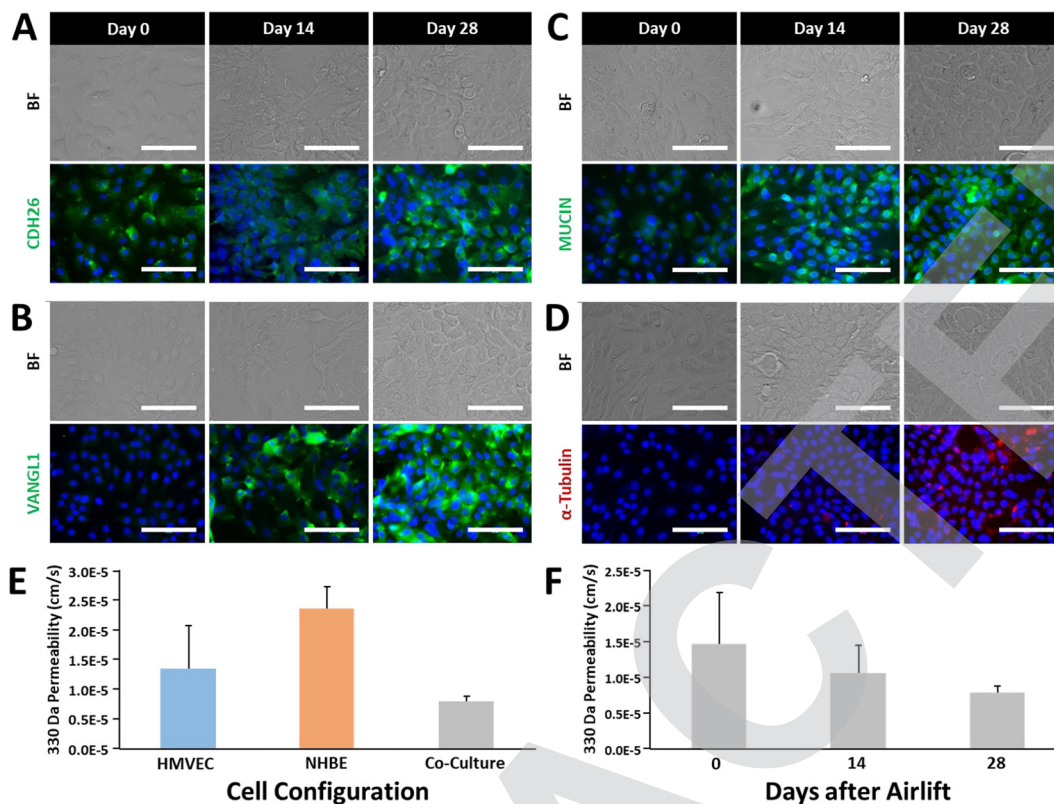 A
Day 0
Day 14
Day 28
BF
CDH26
C
Day 0
Day 14
Day 28
BF
MUCIN
B
BF
VANGL1
D
BF
α-Tubulin
E
330 Da Permeability (cm/s)
3.0E-5
2.5E-5
2.0E-5
1.5E-5
1.0E-5
0.5E-5
0.0E-5
HMVEC
NHBE
Co-Culture
Cell Configuration
F
330 Da Permeability (cm/s)
2.5E-5
2.0E-5
1.5E-5
1.0E-5
0.5E-5
0.0E-5
0
14
28
Days after Airlift